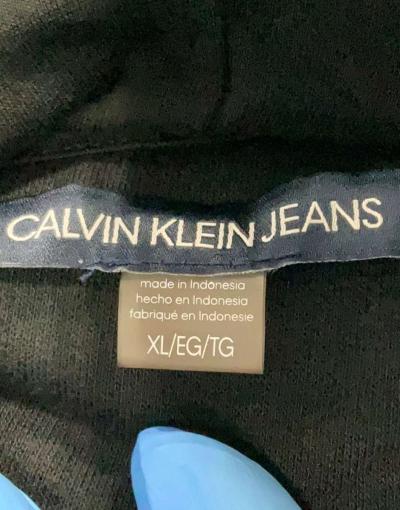 CALVIN KLEIN JEANS
made in Indonesia
hecho en Indonesia
fabriqué en Indonesie
XL/EG/TG